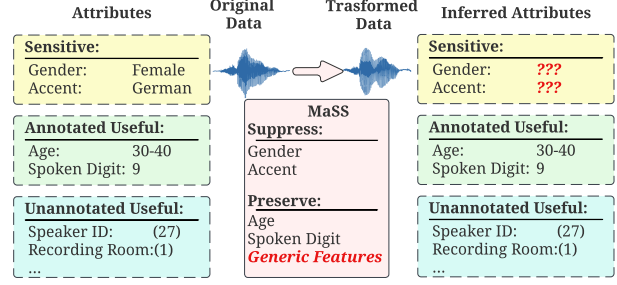 Attributes
Original
Data
Trasformed
Data
Inferred Attributes
Sensitive:
Gender: Female
Accent: German
Annotated Useful:
Age: 30-40
Spoken Digit: 9
Unannotated Useful:
Speaker ID: (27)
Recording Room:(1)
...
MaSS
Suppress:
Gender
Accent
Preserve:
Age
Spoken Digit
Generic Features
Sensitive:
Gender: ???
Accent: ???
Annotated Useful:
Age: 30-40
Spoken Digit: 9
Unannotated Useful:
Speaker ID: (27)
Recording Room:(1)
...